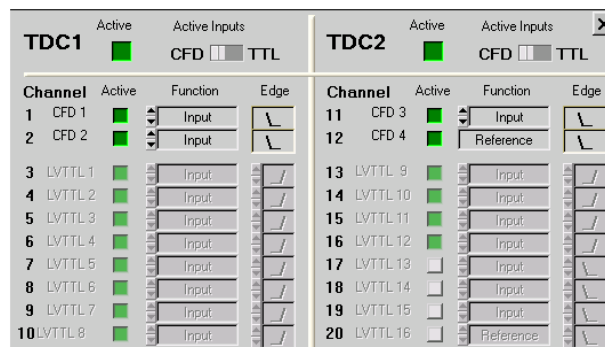 TDC1 Active Active Inputs CFD TTL
Channel Active Function Edge
1 CFD 1 Input
2 CFD 2 Input
3 LVTTL 1 Input
4 LVTTL 2 Input
5 LVTTL 3 Input
6 LVTTL 4 Input
7 LVTTL 5 Input
8 LVTTL 6 Input
9 LVTTL 7 Input
10 LVTTL 8 Input
TDC2 Active Active Inputs CFD TTL
Channel Active Function Edge
11 CFD 3 Input
12 CFD 4 Reference
13 LVTTL 9 Input
14 LVTTL 10 Input
15 LVTTL 11 Input
16 LVTTL 12 Input
17 LVTTL 13 Input
18 LVTTL 14 Input
19 LVTTL 15 Input
20 LVTTL 16 Reference